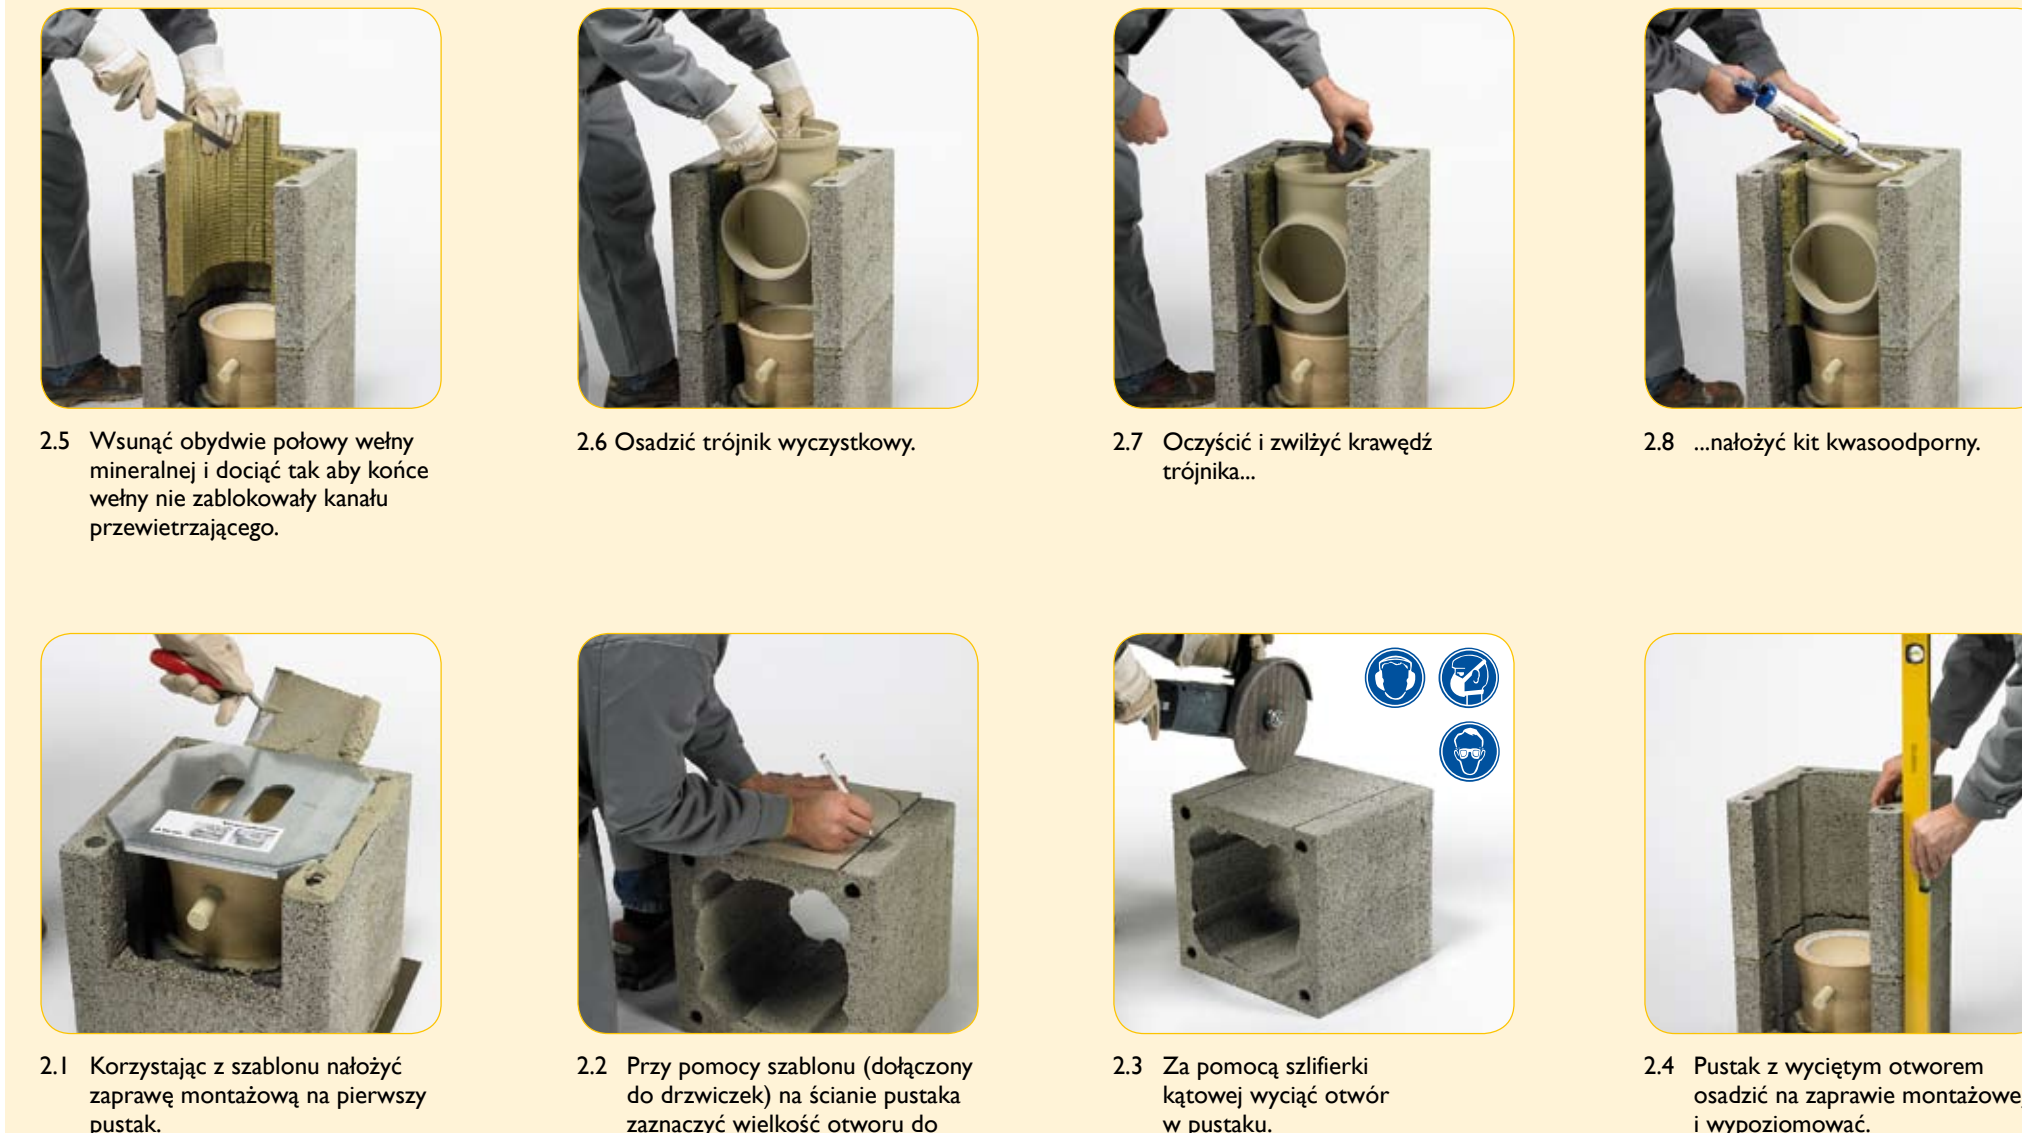 2.5 Wsunąć obydwie połowy wełny
mineralnej i dociąć tak aby końce
wełny nie zablokowały kanału
przewietrzającego.
2.6 Osadzić trójnik wyczystkowy.
2.7 Oczyścić i zwilżyć krawędź
trójnika...
2.8 ...nałożyć kit kwasoodporny.
2.1 Korzystając z szablonu nałożyć
zaprawę montażową na pierwszy
pustak.
2.2 Przy pomocy szablonu (dołączony
do drzwiczek) na ścianie pustaka
zaznaczyć wielkość otworu do
2.3 Za pomocą szlifierki
kątowej wyciąć otwór
w pustaku.
2.4 Pustak z wyciętym otworem
osadzić na zaprawie montażowej
i wypoziomować.